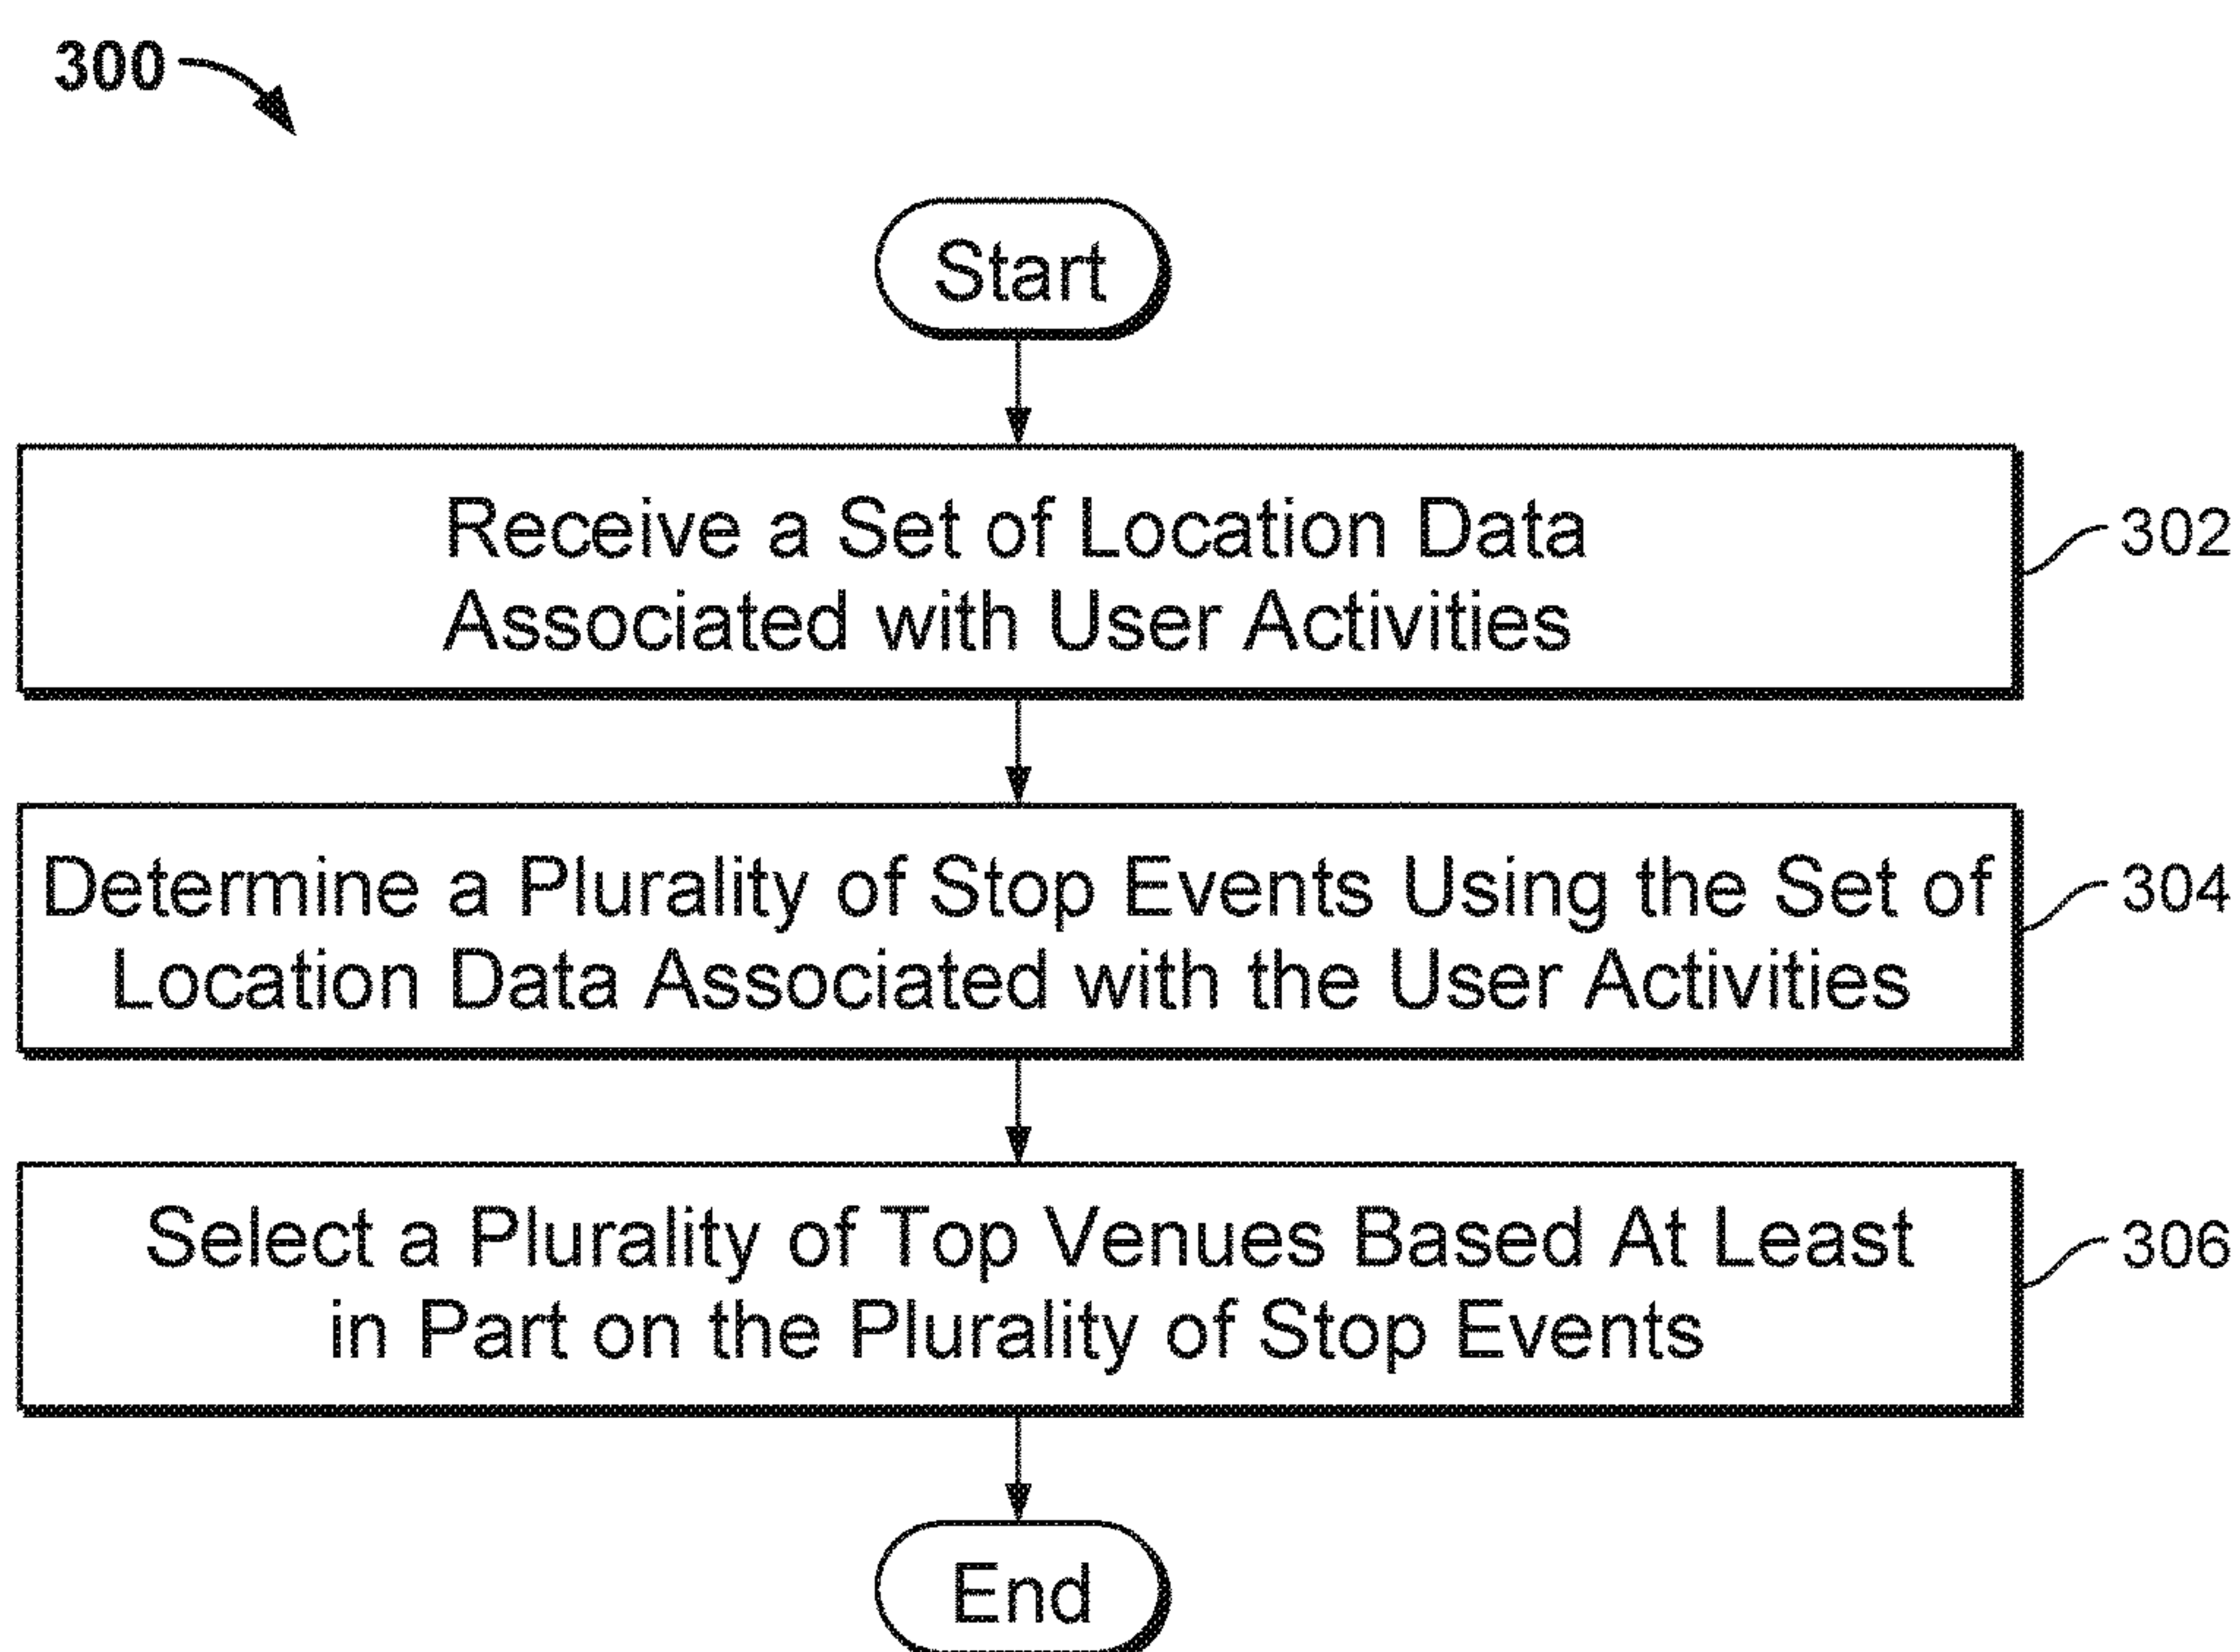 300
Start
Receive a Set of Location Data
Associated with User Activities
302
Determine a Plurality of Stop Events Using the Set of
Location Data Associated with the User Activities
304
Select a Plurality of Top Venues Based At Least
in Part on the Plurality of Stop Events
306
End